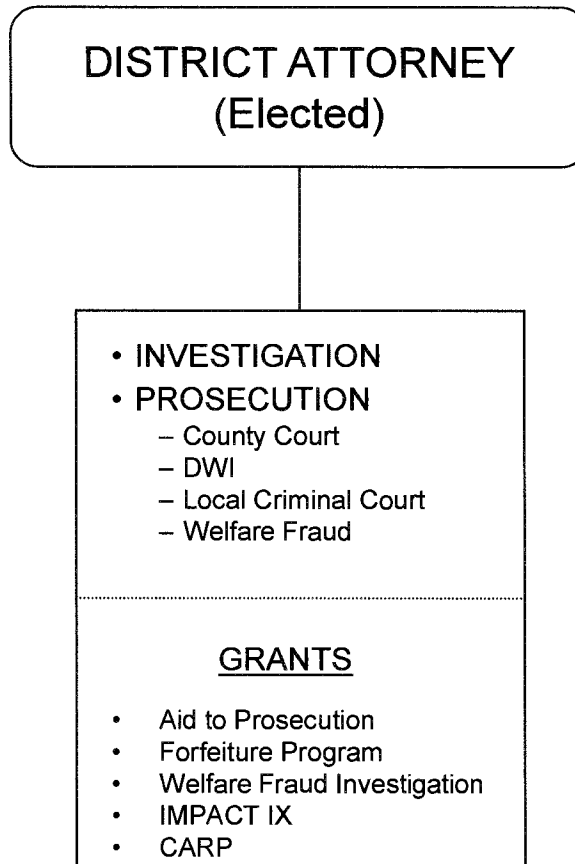 DISTRICT ATTORNEY
(Elected)
• INVESTIGATION
• PROSECUTION
– County Court
– DWI
– Local Criminal Court
– Welfare Fraud
GRANTS
• Aid to Prosecution
• Forfeiture Program
• Welfare Fraud Investigation
• IMPACT IX
• CARP